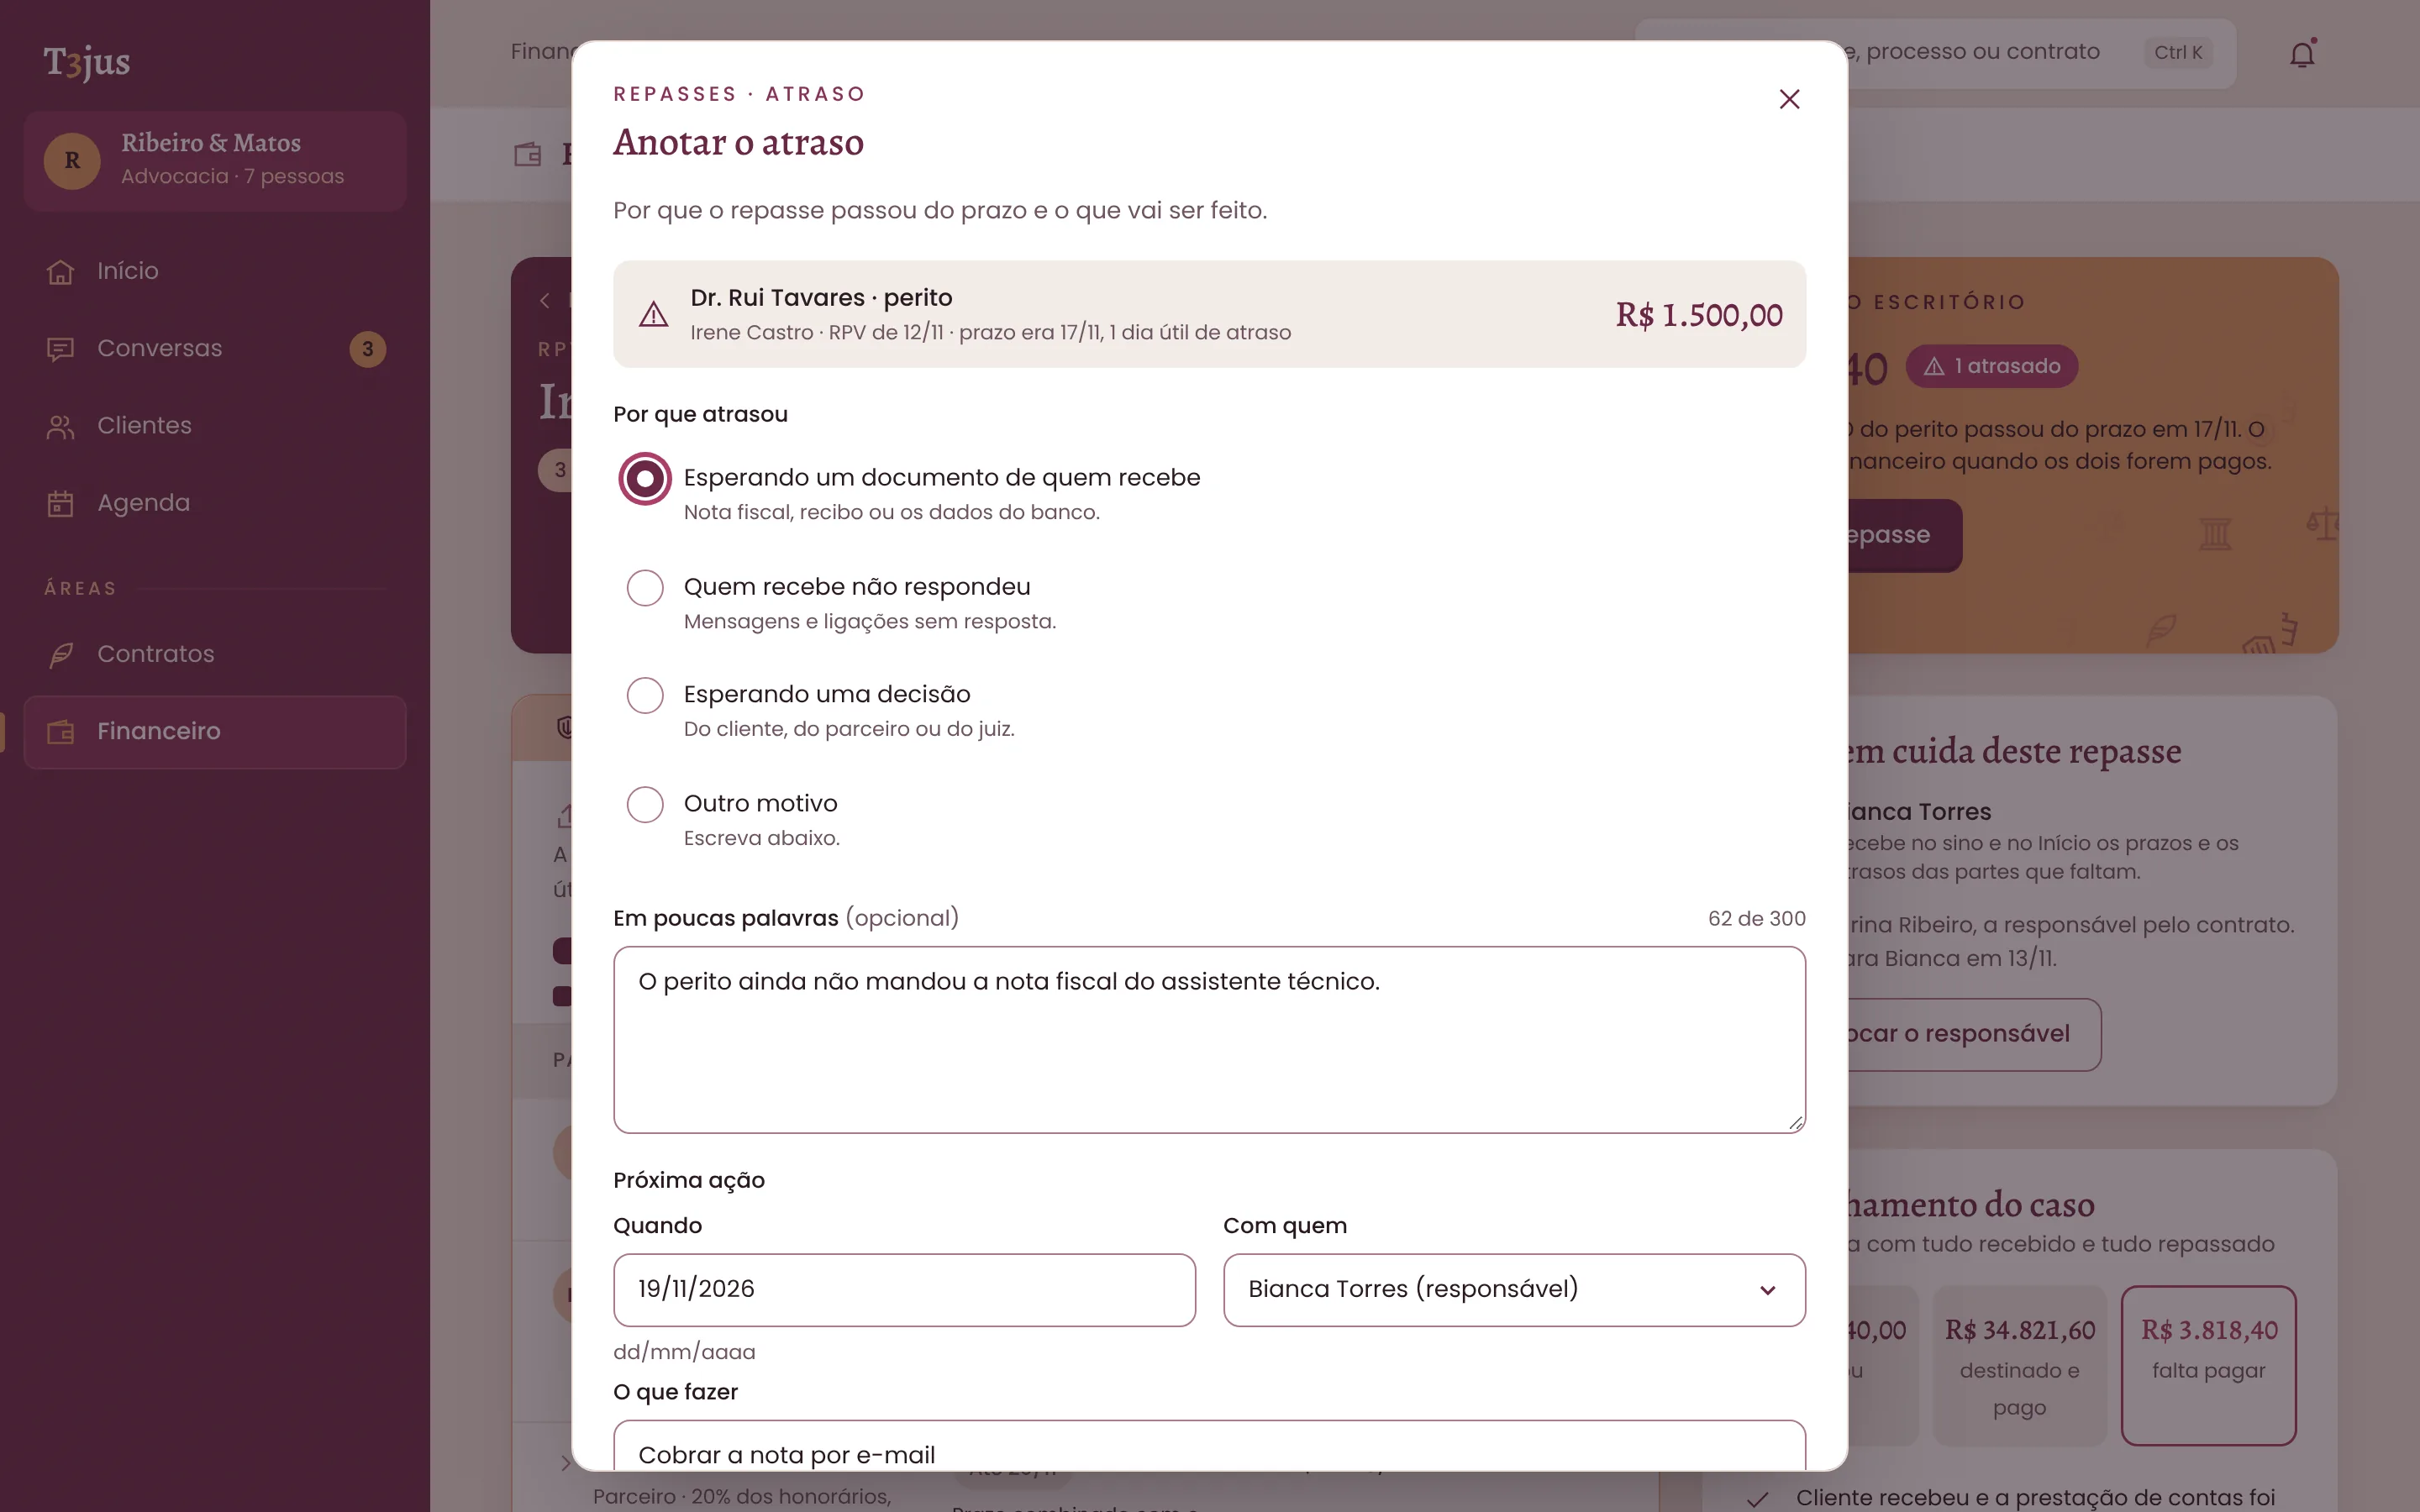 T3jus
R
Ribeiro & Matos
Advocacia · 7 pessoas
Início
Conversas
3
Clientes
Agenda
ÁREAS
Contratos
Financeiro
processo ou contrato
Ctrl K
REPASSES · ATRASO
Anotar o atraso
Por que o repasse passou do prazo e o que vai ser feito.
Dr. Rui Tavares · perito
Irene Castro · RPV de 12/11 · prazo era 17/11, 1 dia útil de atraso
R$ 1.500,00
Por que atrasou
Esperando um documento de quem recebe
Nota fiscal, recibo ou os dados do banco.
Quem recebe não respondeu
Mensagens e ligações sem resposta.
Esperando uma decisão
Do cliente, do parceiro ou do juiz.
Outro motivo
Escreva abaixo.
Em poucas palavras (opcional)
62 de 300
O perito ainda não mandou a nota fiscal do assistente técnico.
Próxima ação
Quando
Com quem
19/11/2026
Bianca Torres (responsável)
dd/mm/aaaa
O que fazer
Cobrar a nota por e-mail
O ESCRITÓRIO
40
1 atrasado
do perito passou do prazo em 17/11. O
quando os dois forem pagos.
cuida deste repasse
Torres
no sino e no Início os prazos e os
das partes que faltam.
Ribeiro, a responsável pelo contrato.
Bianca em 13/11.
o responsável
do caso
com tudo recebido e tudo repassado
40,00
R$ 34.821,60
destinado e
pago
R$ 3.818,40
falta pagar
Cliente recebeu e a prestação de contas foi
Parceiro · 20% dos honorários,